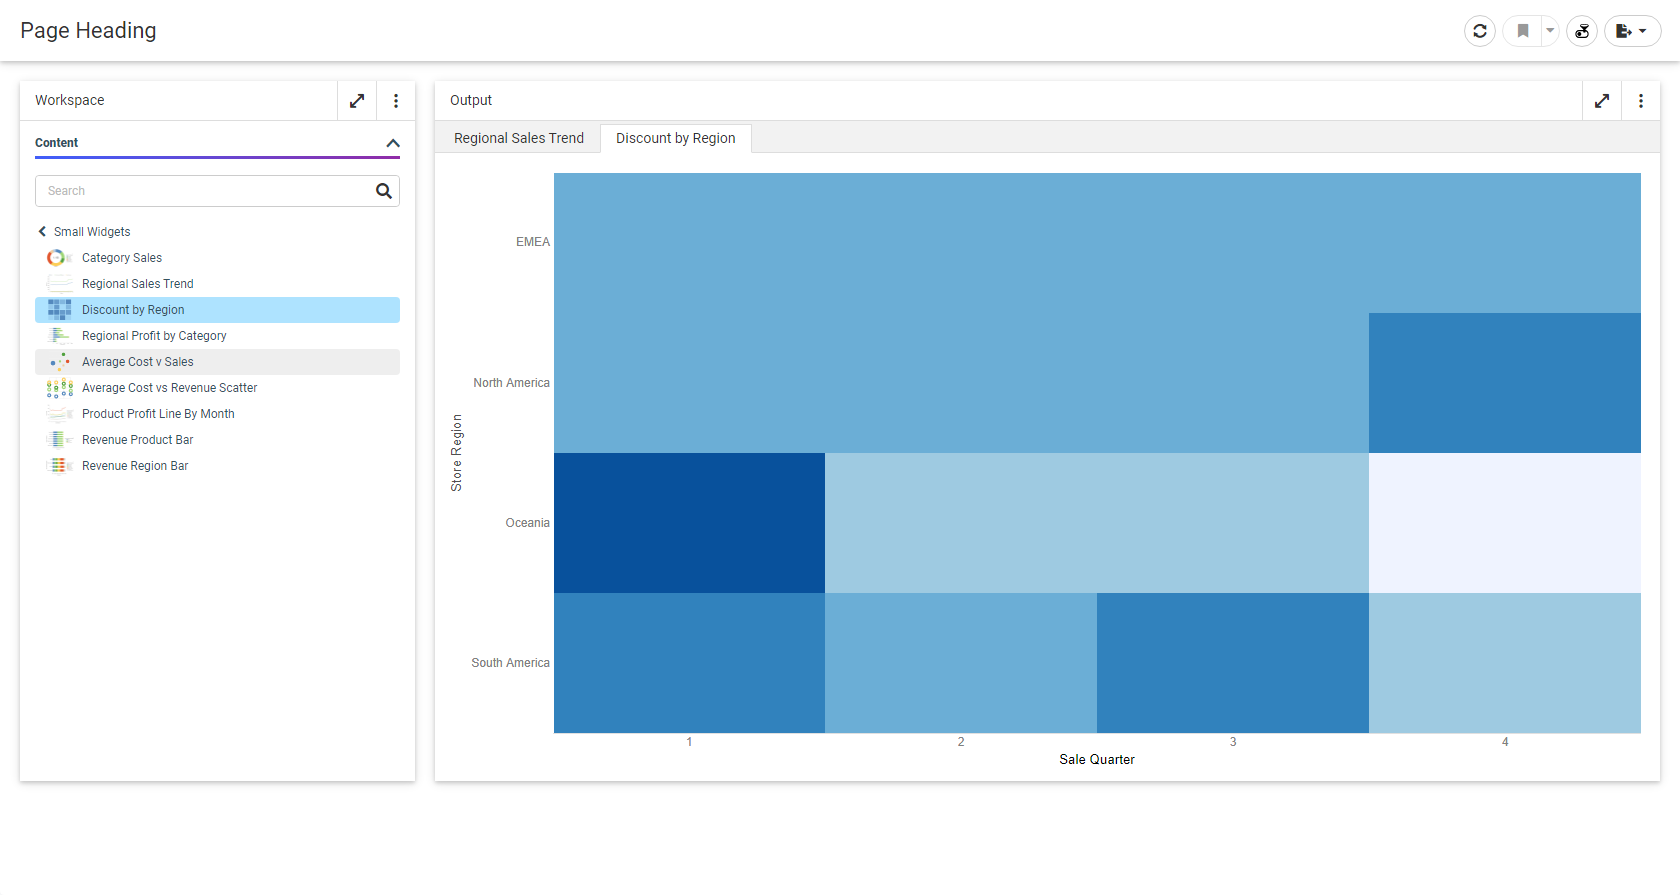 Page Heading
Workspace
Content
Search
Small Widgets
Category Sales
Regional Sales Trend
Discount by Region
Regional Profit by Category
Average Cost v Sales
Average Cost vs Revenue Scatter
Product Profit Line By Month
Revenue Product Bar
Revenue Region Bar
Output
Regional Sales Trend
Discount by Region
Store Region
EMEA
North America
Oceania
South America
1 2 3 4
Sale Quarter